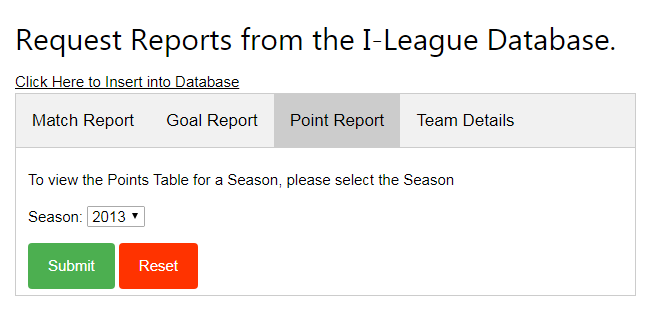 Request Reports from the I-League Database.
Click Here to Insert into Database
Match Report Goal Report Point Report Team Details
To view the Points Table for a Season, please select the Season
Season: 2013
Submit Reset